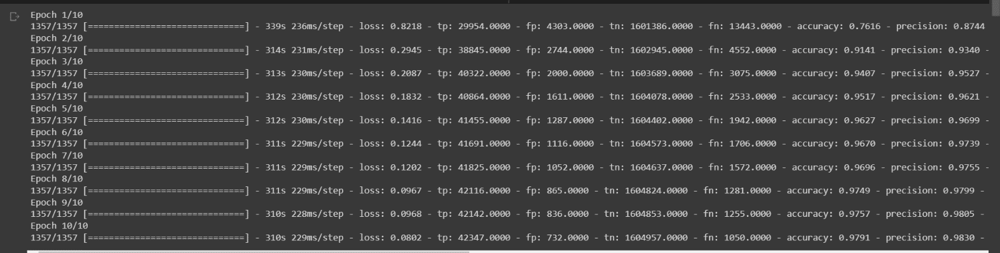 Epoch 1/10
1357/1357 [==============================] - 339s 236ms/step - loss: 0.8218 - tp: 29954.0000 - fp: 4303.0000 - tn: 1601386.0000 - fn: 13443.0000 - accuracy: 0.7616 - precision: 0.8744
Epoch 2/10
1357/1357 [==============================] - 314s 231ms/step - loss: 0.2945 - tp: 38845.0000 - fp: 2744.0000 - tn: 1602945.0000 - fn: 4552.0000 - accuracy: 0.9141 - precision: 0.9340 -
Epoch 3/10
1357/1357 [==============================] - 313s 230ms/step - loss: 0.2087 - tp: 40322.0000 - fp: 2000.0000 - tn: 1603689.0000 - fn: 3075.0000 - accuracy: 0.9407 - precision: 0.9527 -
Epoch 4/10
1357/1357 [==============================] - 312s 230ms/step - loss: 0.1832 - tp: 40864.0000 - fp: 1611.0000 - tn: 1604078.0000 - fn: 2533.0000 - accuracy: 0.9517 - precision: 0.9621 -
Epoch 5/10
1357/1357 [==============================] - 312s 230ms/step - loss: 0.1416 - tp: 41455.0000 - fp: 1287.0000 - tn: 1604402.0000 - fn: 1942.0000 - accuracy: 0.9627 - precision: 0.9699 -
Epoch 6/10
1357/1357 [==============================] - 311s 229ms/step - loss: 0.1244 - tp: 41691.0000 - fp: 1116.0000 - tn: 1604573.0000 - fn: 1706.0000 - accuracy: 0.9670 - precision: 0.9739 -
Epoch 7/10
1357/1357 [==============================] - 311s 229ms/step - loss: 0.1202 - tp: 41825.0000 - fp: 1052.0000 - tn: 1604637.0000 - fn: 1572.0000 - accuracy: 0.9696 - precision: 0.9755 -
Epoch 8/10
1357/1357 [==============================] - 311s 229ms/step - loss: 0.0967 - tp: 42116.0000 - fp: 865.0000 - tn: 1604824.0000 - fn: 1281.0000 - accuracy: 0.9749 - precision: 0.9799 -
Epoch 9/10
1357/1357 [==============================] - 310s 228ms/step - loss: 0.0968 - tp: 42142.0000 - fp: 836.0000 - tn: 1604853.0000 - fn: 1255.0000 - accuracy: 0.9757 - precision: 0.9805 -
Epoch 10/10
1357/1357 [==============================] - 310s 229ms/step - loss: 0.0802 - tp: 42347.0000 - fp: 732.0000 - tn: 1604957.0000 - fn: 1050.0000 - accuracy: 0.9791 - precision: 0.9830 -